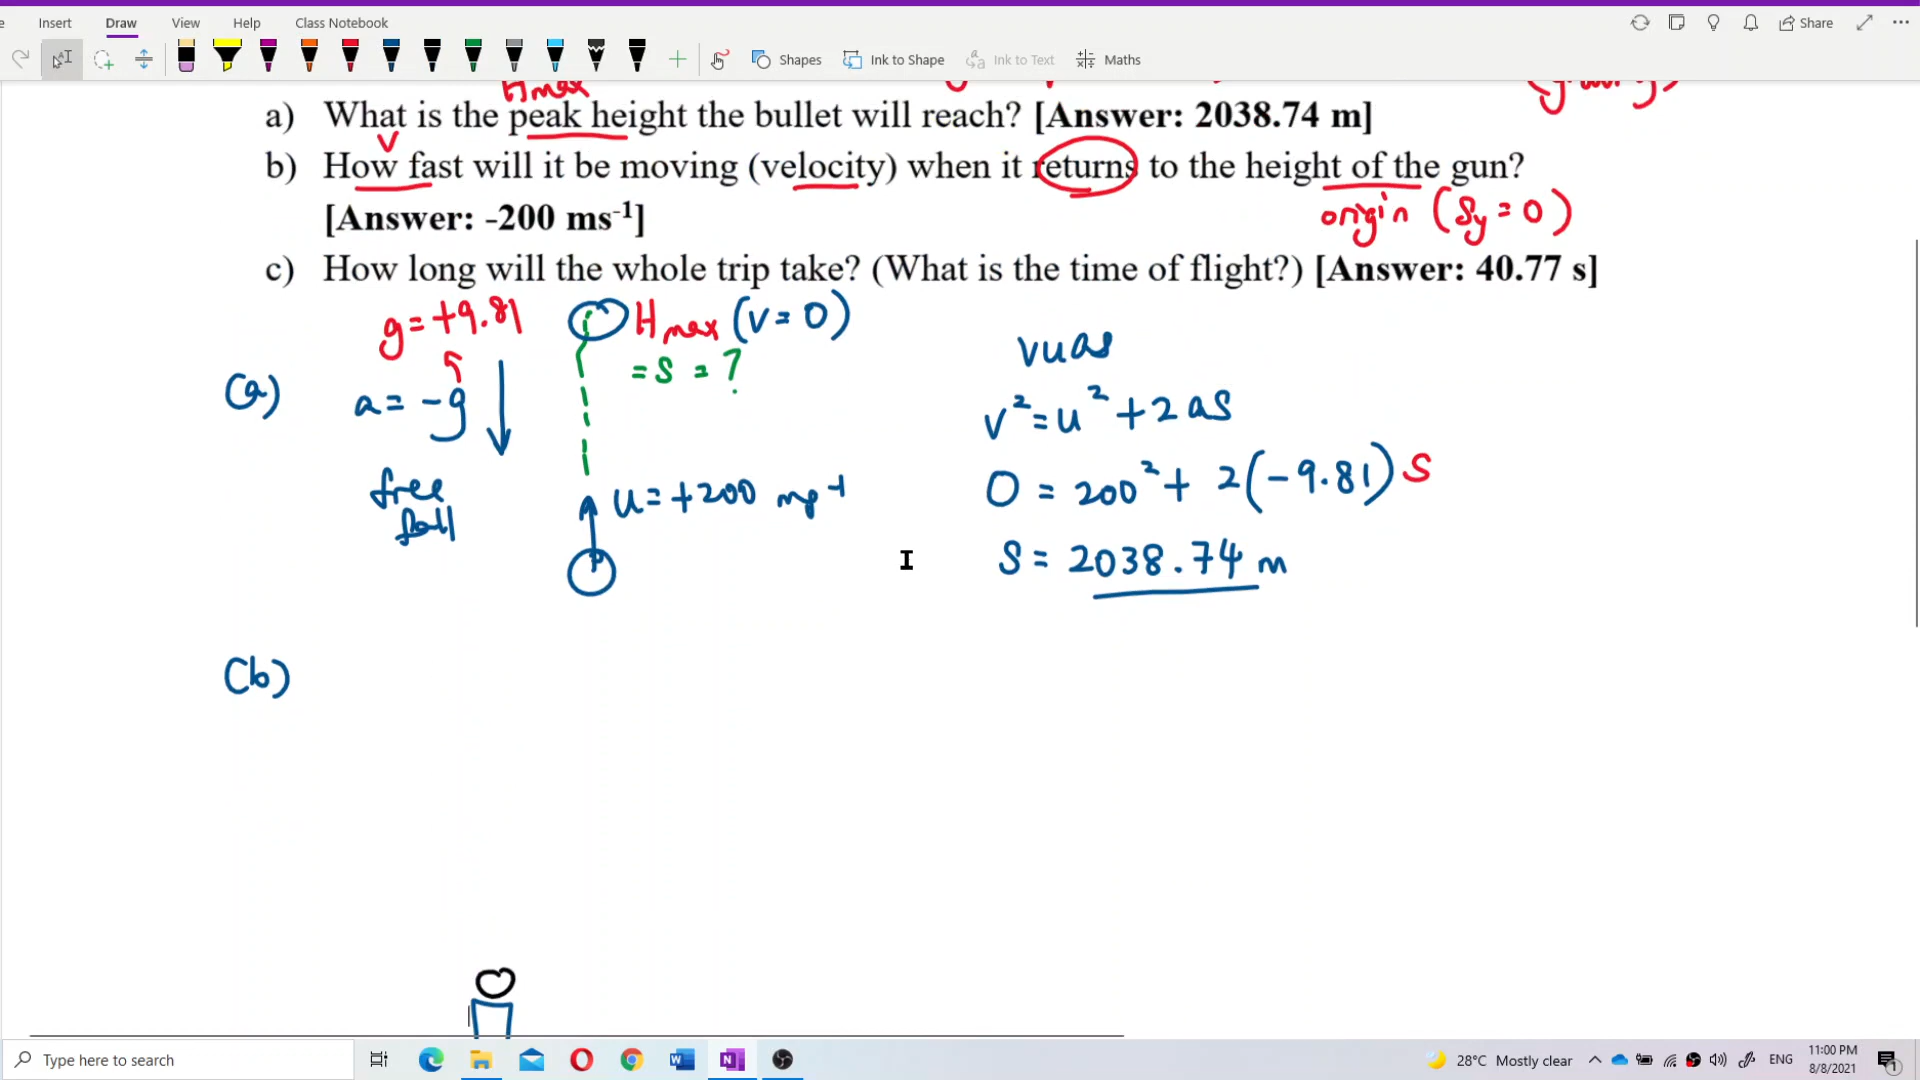 Insert Draw View Help Class Notebook Share
Shapes Ink to Shape Ink to Text Maths
Hmax
a) What is the peak height the bullet will reach? [Answer: 2038.74 m]
v
b) How fast will it be moving (velocity) when it returns to the height of the gun?
[Answer: -200 ms-1]
origin (Sy = 0)
c) How long will the whole trip take? (What is the time of flight?) [Answer: 40.77 s]
g = +9.81
Hmax (v = 0)
= s = ?
vuas
(a)
a = -g
v² = u² + 2as
free
fall
u = +200 ms-1
0 = 200² + 2(-9.81) s
s = 2038.74 m
(b)
Type here to search
28°C Mostly clear
ENG
11:00 PM
8/8/2021
1